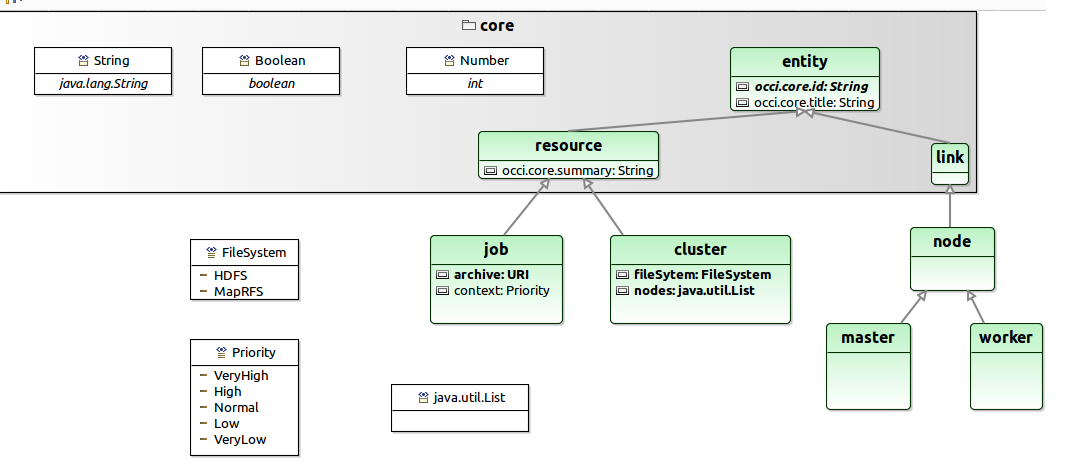 core
String
java.lang.String
Boolean
boolean
Number
int
entity
occi.core.id: String
occi.core.title: String
resource
occi.core.summary: String
link
FileSystem
HDFS
MapRFS
job
archive: URI
context: Priority
cluster
fileSytem: FileSystem
nodes: java.util.List
node
master
worker
Priority
VeryHigh
High
Normal
Low
VeryLow
java.util.List